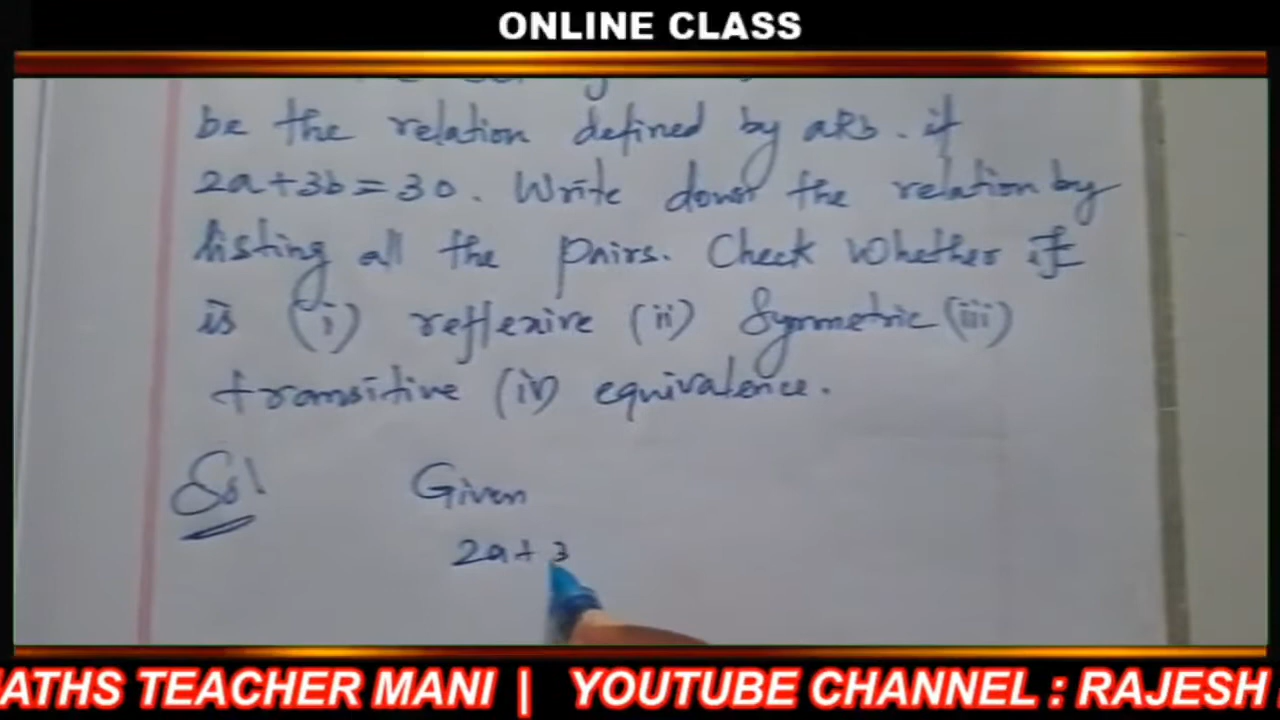 ONLINE CLASS
be the relation defined by aRb. if
2a+3b=30. Write down the relation by
listing all the pairs. Check Whether it
is (i) reflexive (ii) Symmetric (iii)
transitive (iv) equivalence.
Sol
Given
2a+3
MATHS TEACHER MANI | YOUTUBE CHANNEL : RAJESH